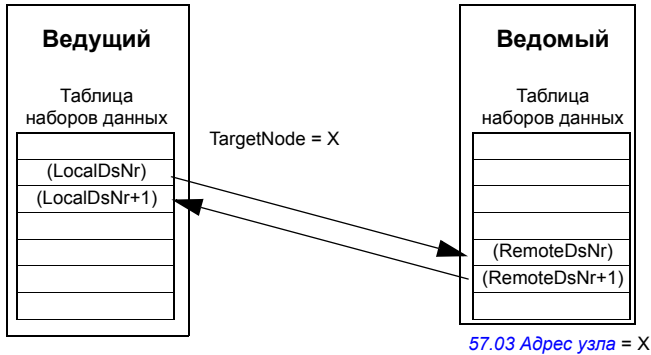 Ведущий
Таблица
наборов данных
(LocalDsNr)
(LocalDsNr+1)
TargetNode = X
Ведомый
Таблица
наборов данных
(RemoteDsNr)
(RemoteDsNr+1)
57.03 Адрес узла = X